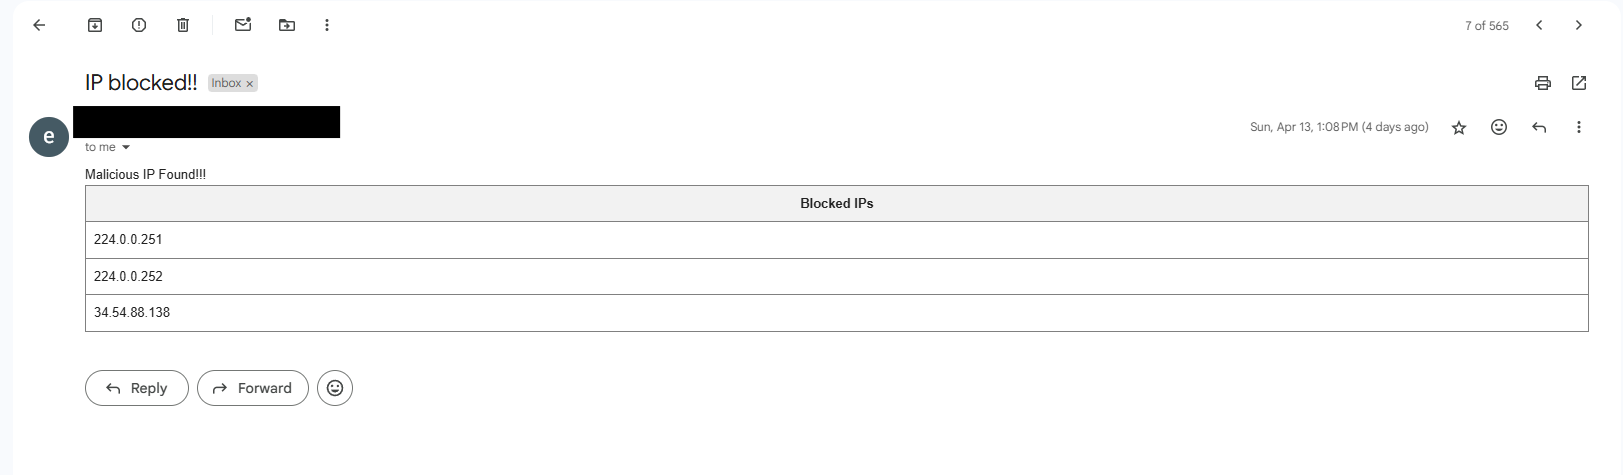 7 of 565
IP blocked!! Inbox ×
e
Sun, Apr 13, 1:08 PM (4 days ago)
to me
Malicious IP Found!!!
Blocked IPs
224.0.0.251
224.0.0.252
34.54.88.138
Reply Forward